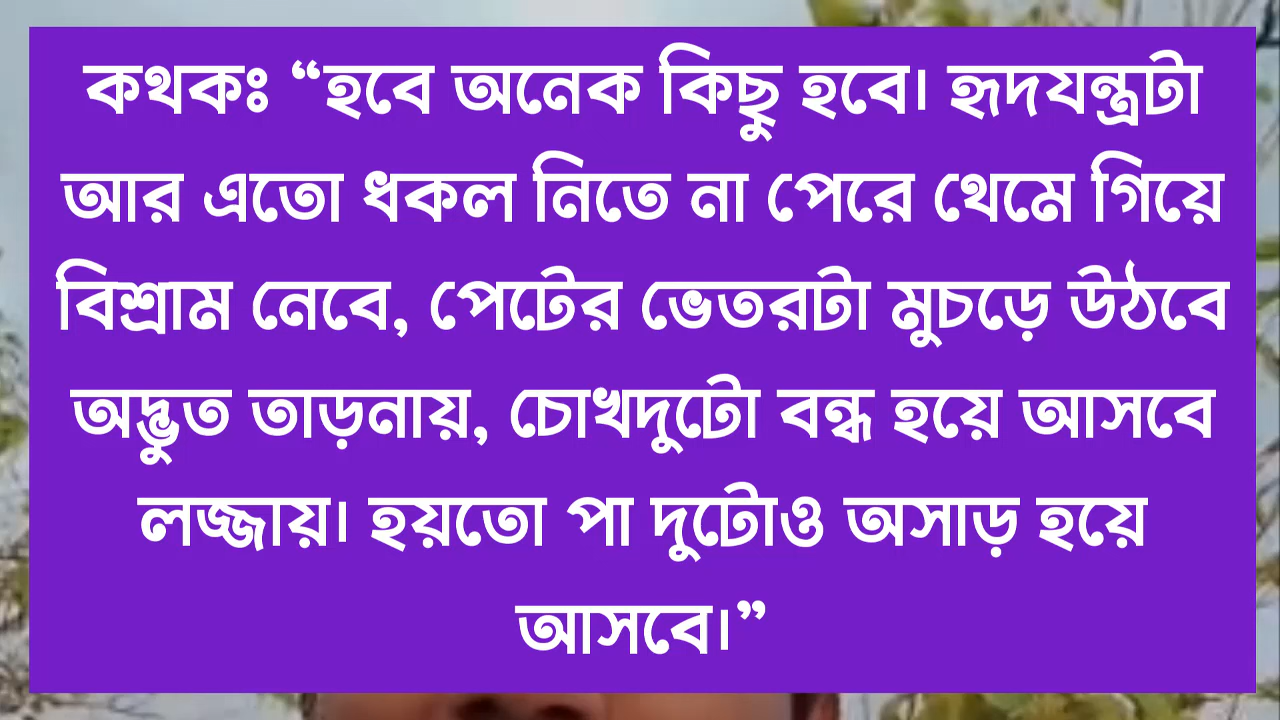 কথকঃ “হবে অনেক কিছু হবে। হৃদযন্ত্রটা
আর এতো ধকল নিতে না পেরে থেমে গিয়ে
বিশ্রাম নেবে, পেটের ভেতরটা মুচড়ে উঠবে
অদ্ভুত তাড়নায়, চোখদুটো বন্ধ হয়ে আসবে
লজ্জায়। হয়তো পা দুটোও অসাড় হয়ে
আসবে।”